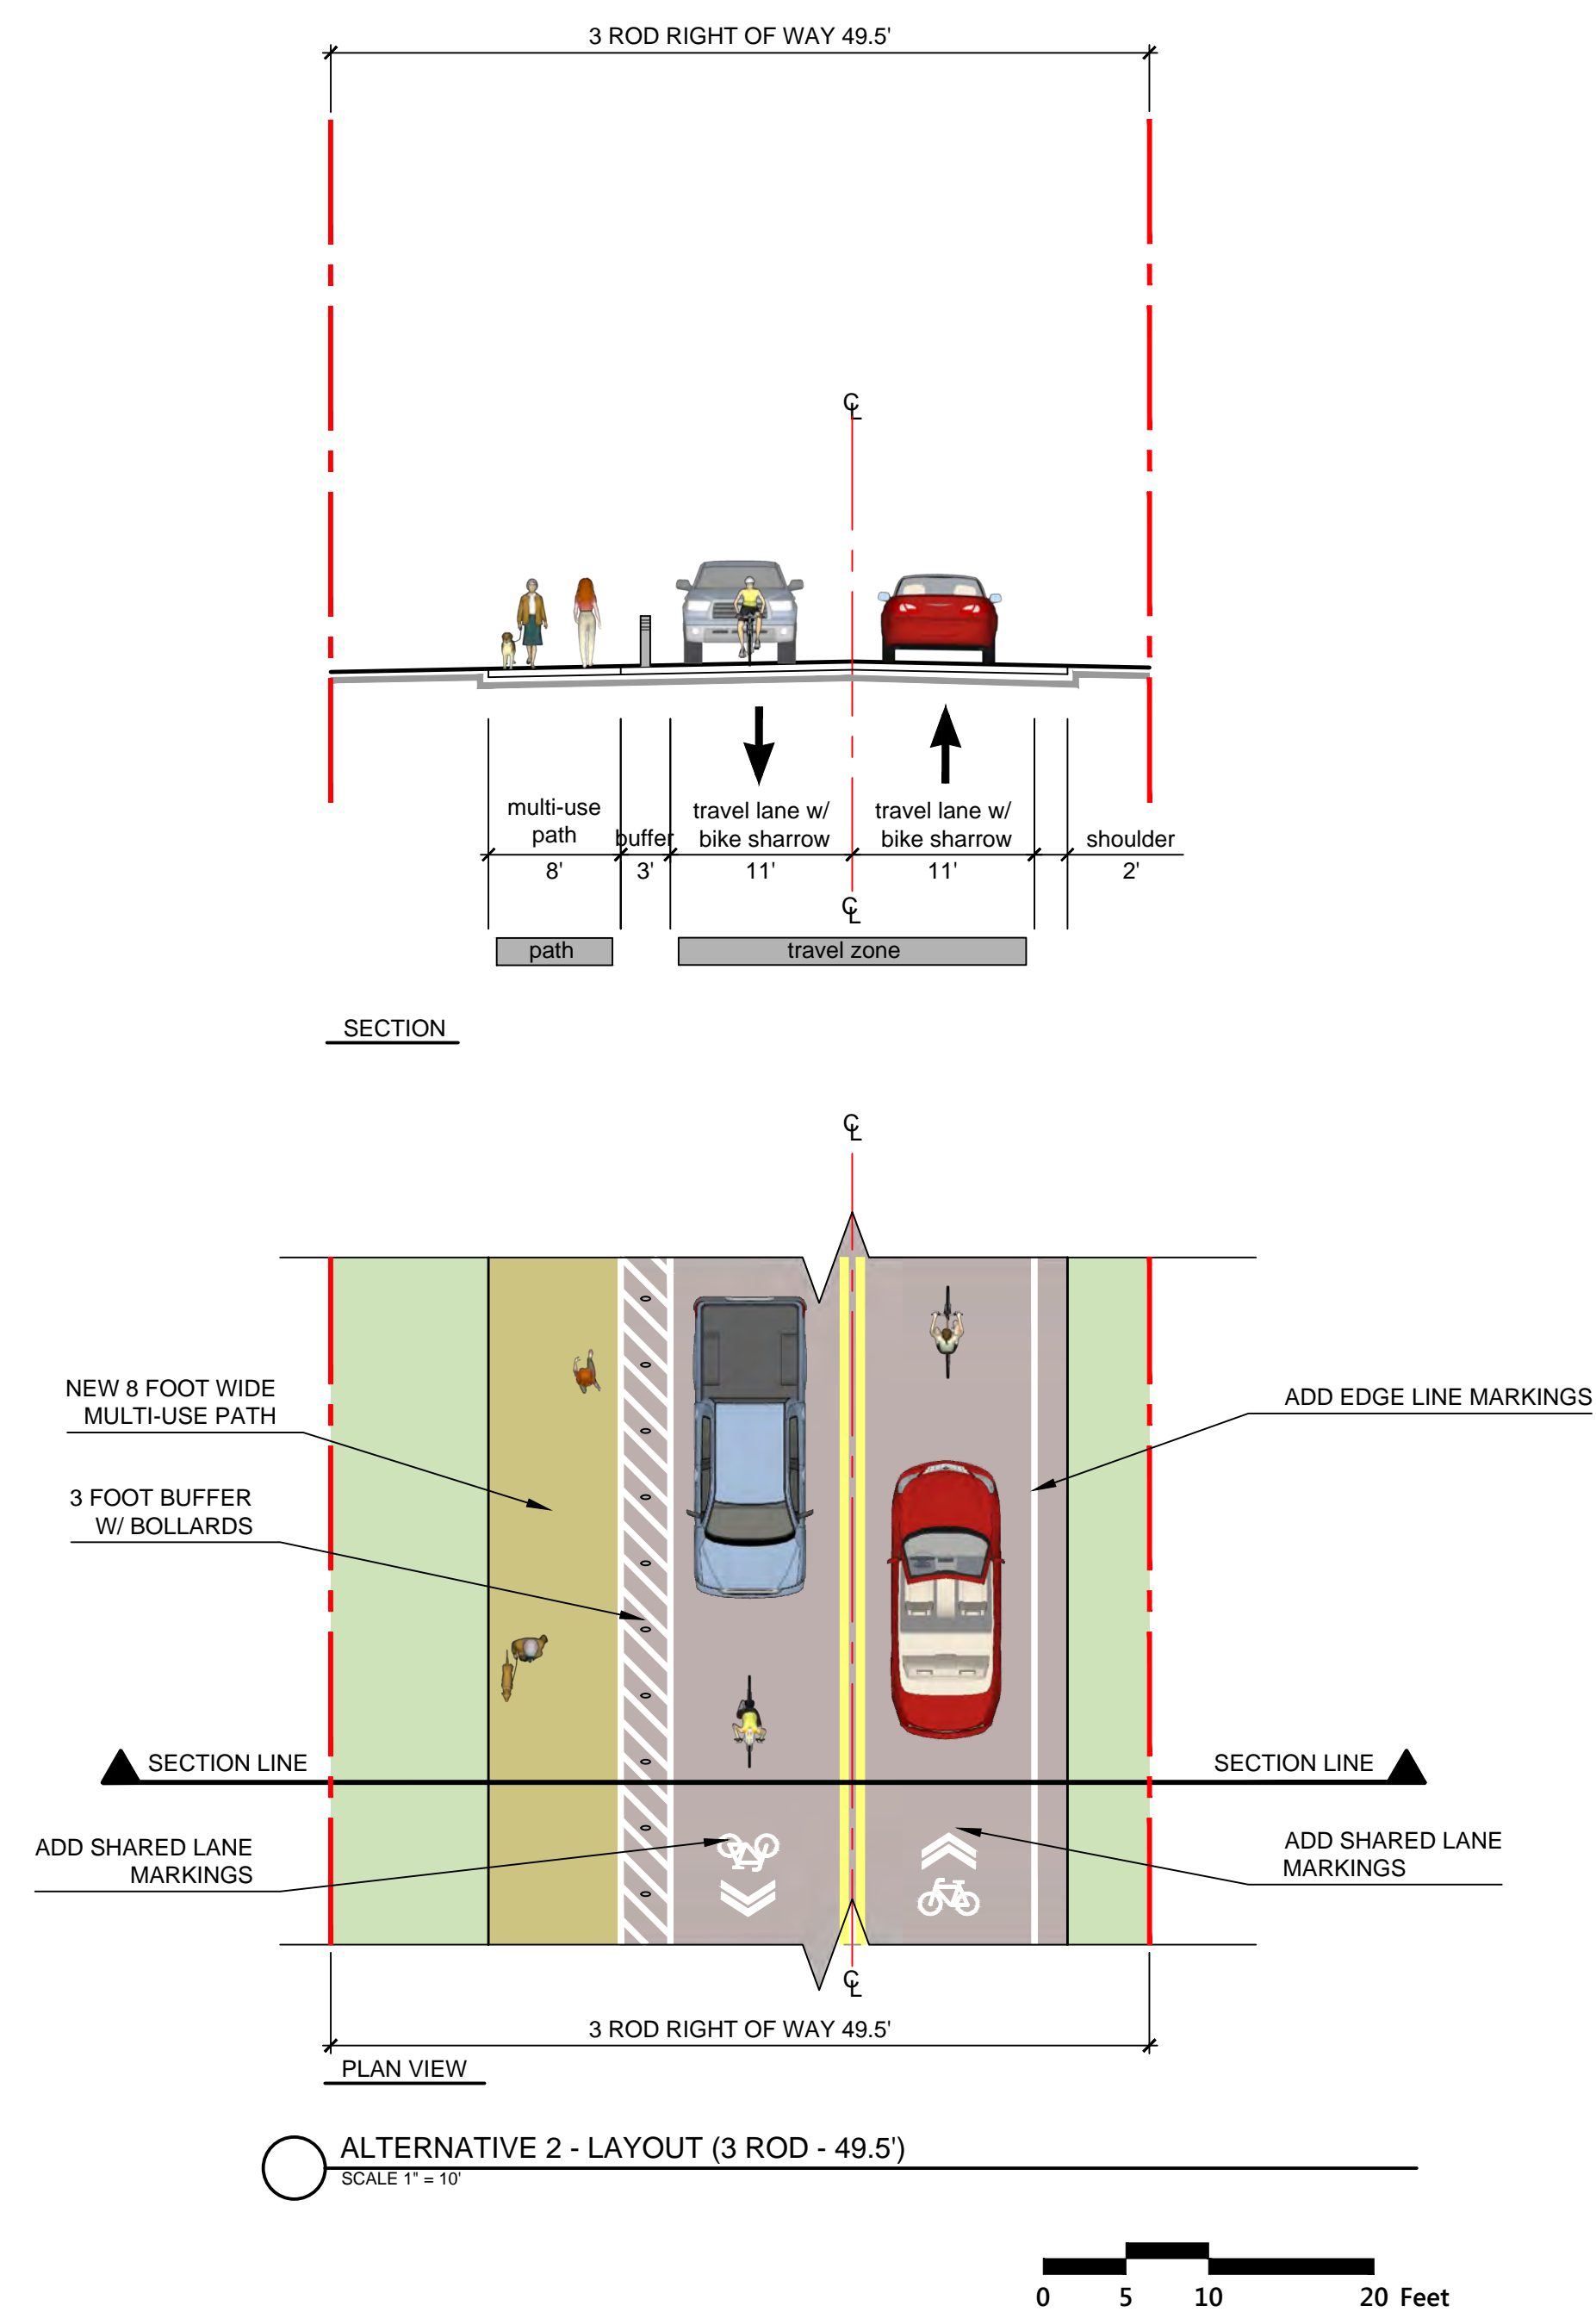 3 ROD RIGHT OF WAY 49.5'
℄
multi-use
path
8'
buffer
3'
travel lane w/
bike sharrow
11'
travel lane w/
bike sharrow
11'
shoulder
2'
℄
path
travel zone
SECTION
℄
NEW 8 FOOT WIDE
MULTI-USE PATH
ADD EDGE LINE MARKINGS
3 FOOT BUFFER
W/ BOLLARDS
SECTION LINE
SECTION LINE
ADD SHARED LANE
MARKINGS
ADD SHARED LANE
MARKINGS
℄
3 ROD RIGHT OF WAY 49.5'
PLAN VIEW
ALTERNATIVE 2 - LAYOUT (3 ROD - 49.5')
SCALE 1" = 10'
0 5 10 20 Feet